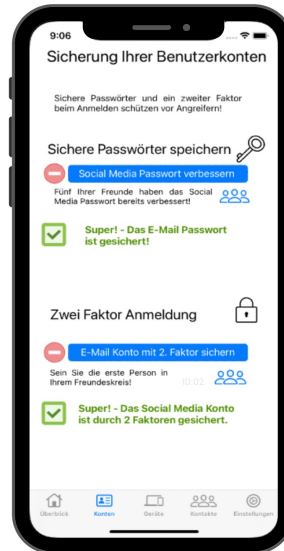 9:06
Sicherung Ihrer Benutzerkonten
Sichere Passwörter und ein zweiter Faktor
beim Anmelden schützen vor Angreifern!
Sichere Passwörter speichern
Social Media Passwort verbessern
Fünf Ihrer Freunde haben das Social
Media Passwort bereits verbessert!
Super! - Das E-Mail Passwort
ist gesichert!
Zwei Faktor Anmeldung
E-Mail Konto mit 2. Faktor sichern
Sein Sie die erste Person in
Ihrem Freundeskreis!
10:02
Super! - Das Social Media Konto
ist durch 2 Faktoren gesichert.
Überblick Konten Geräte Kontakte Einstellungen